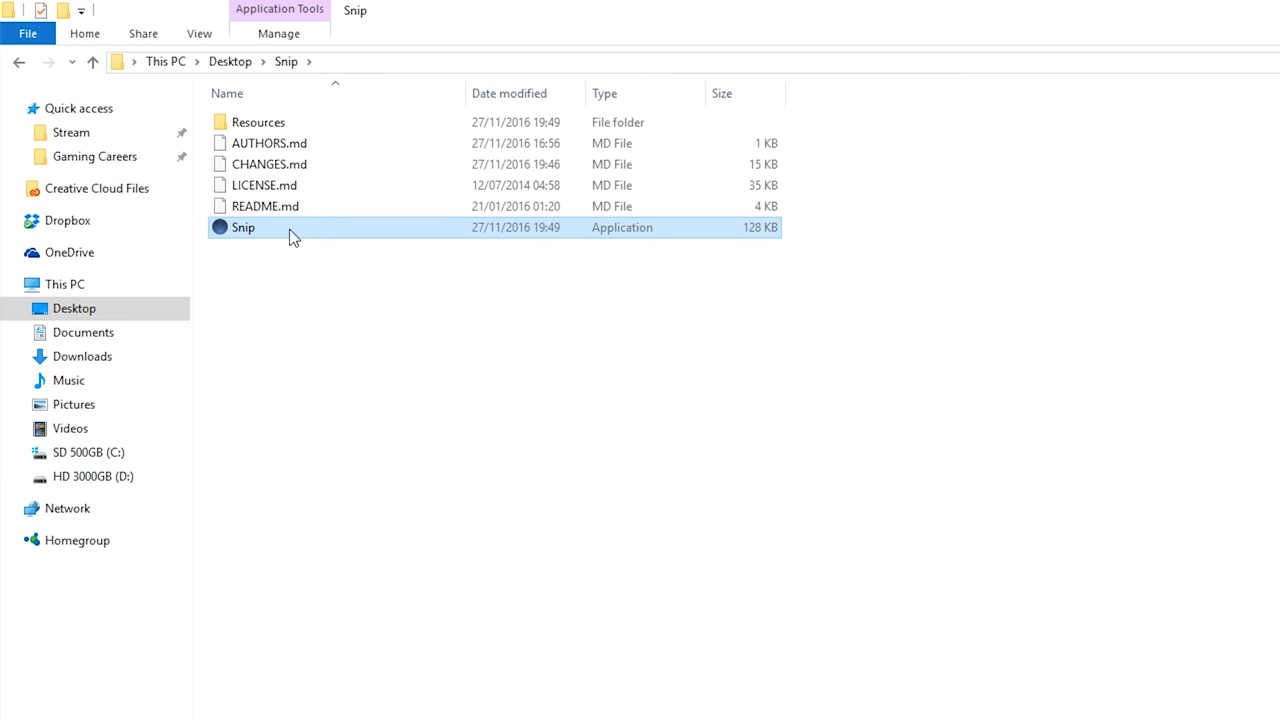 Application Tools Snip
File Home Share View Manage
This PC Desktop Snip
Name Date modified Type Size
Quick access
Stream
Gaming Careers
Creative Cloud Files
Dropbox
OneDrive
This PC
Desktop
Documents
Downloads
Music
Pictures
Videos
SD 500GB (C:)
HD 3000GB (D:)
Network
Homegroup
Resources 27/11/2016 19:49 File folder
AUTHORS.md 27/11/2016 16:56 MD File 1 KB
CHANGES.md 27/11/2016 19:46 MD File 15 KB
LICENSE.md 12/07/2014 04:58 MD File 35 KB
README.md 21/01/2016 01:20 MD File 4 KB
Snip 27/11/2016 19:49 Application 128 KB